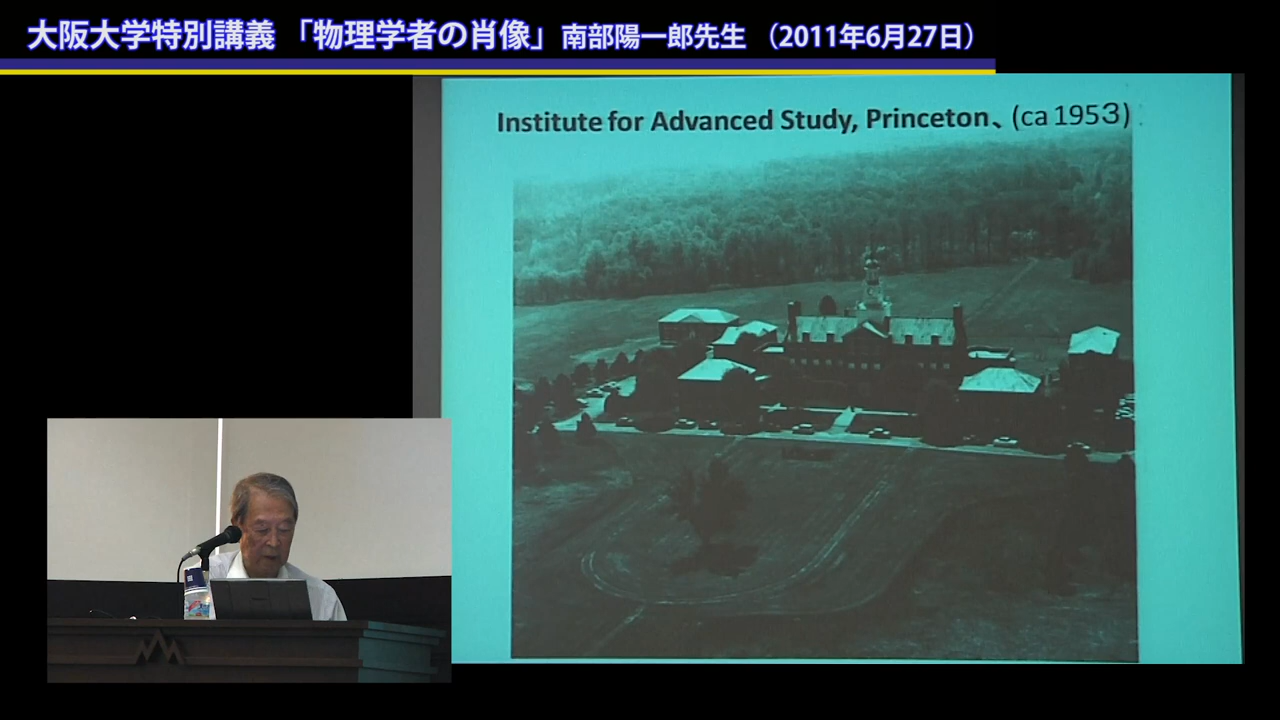 大阪大学特別講義 「物理学者の肖像」 南部陽一郎先生 （2011年6月27日）
Institute for Advanced Study, Princeton、(ca 1953)